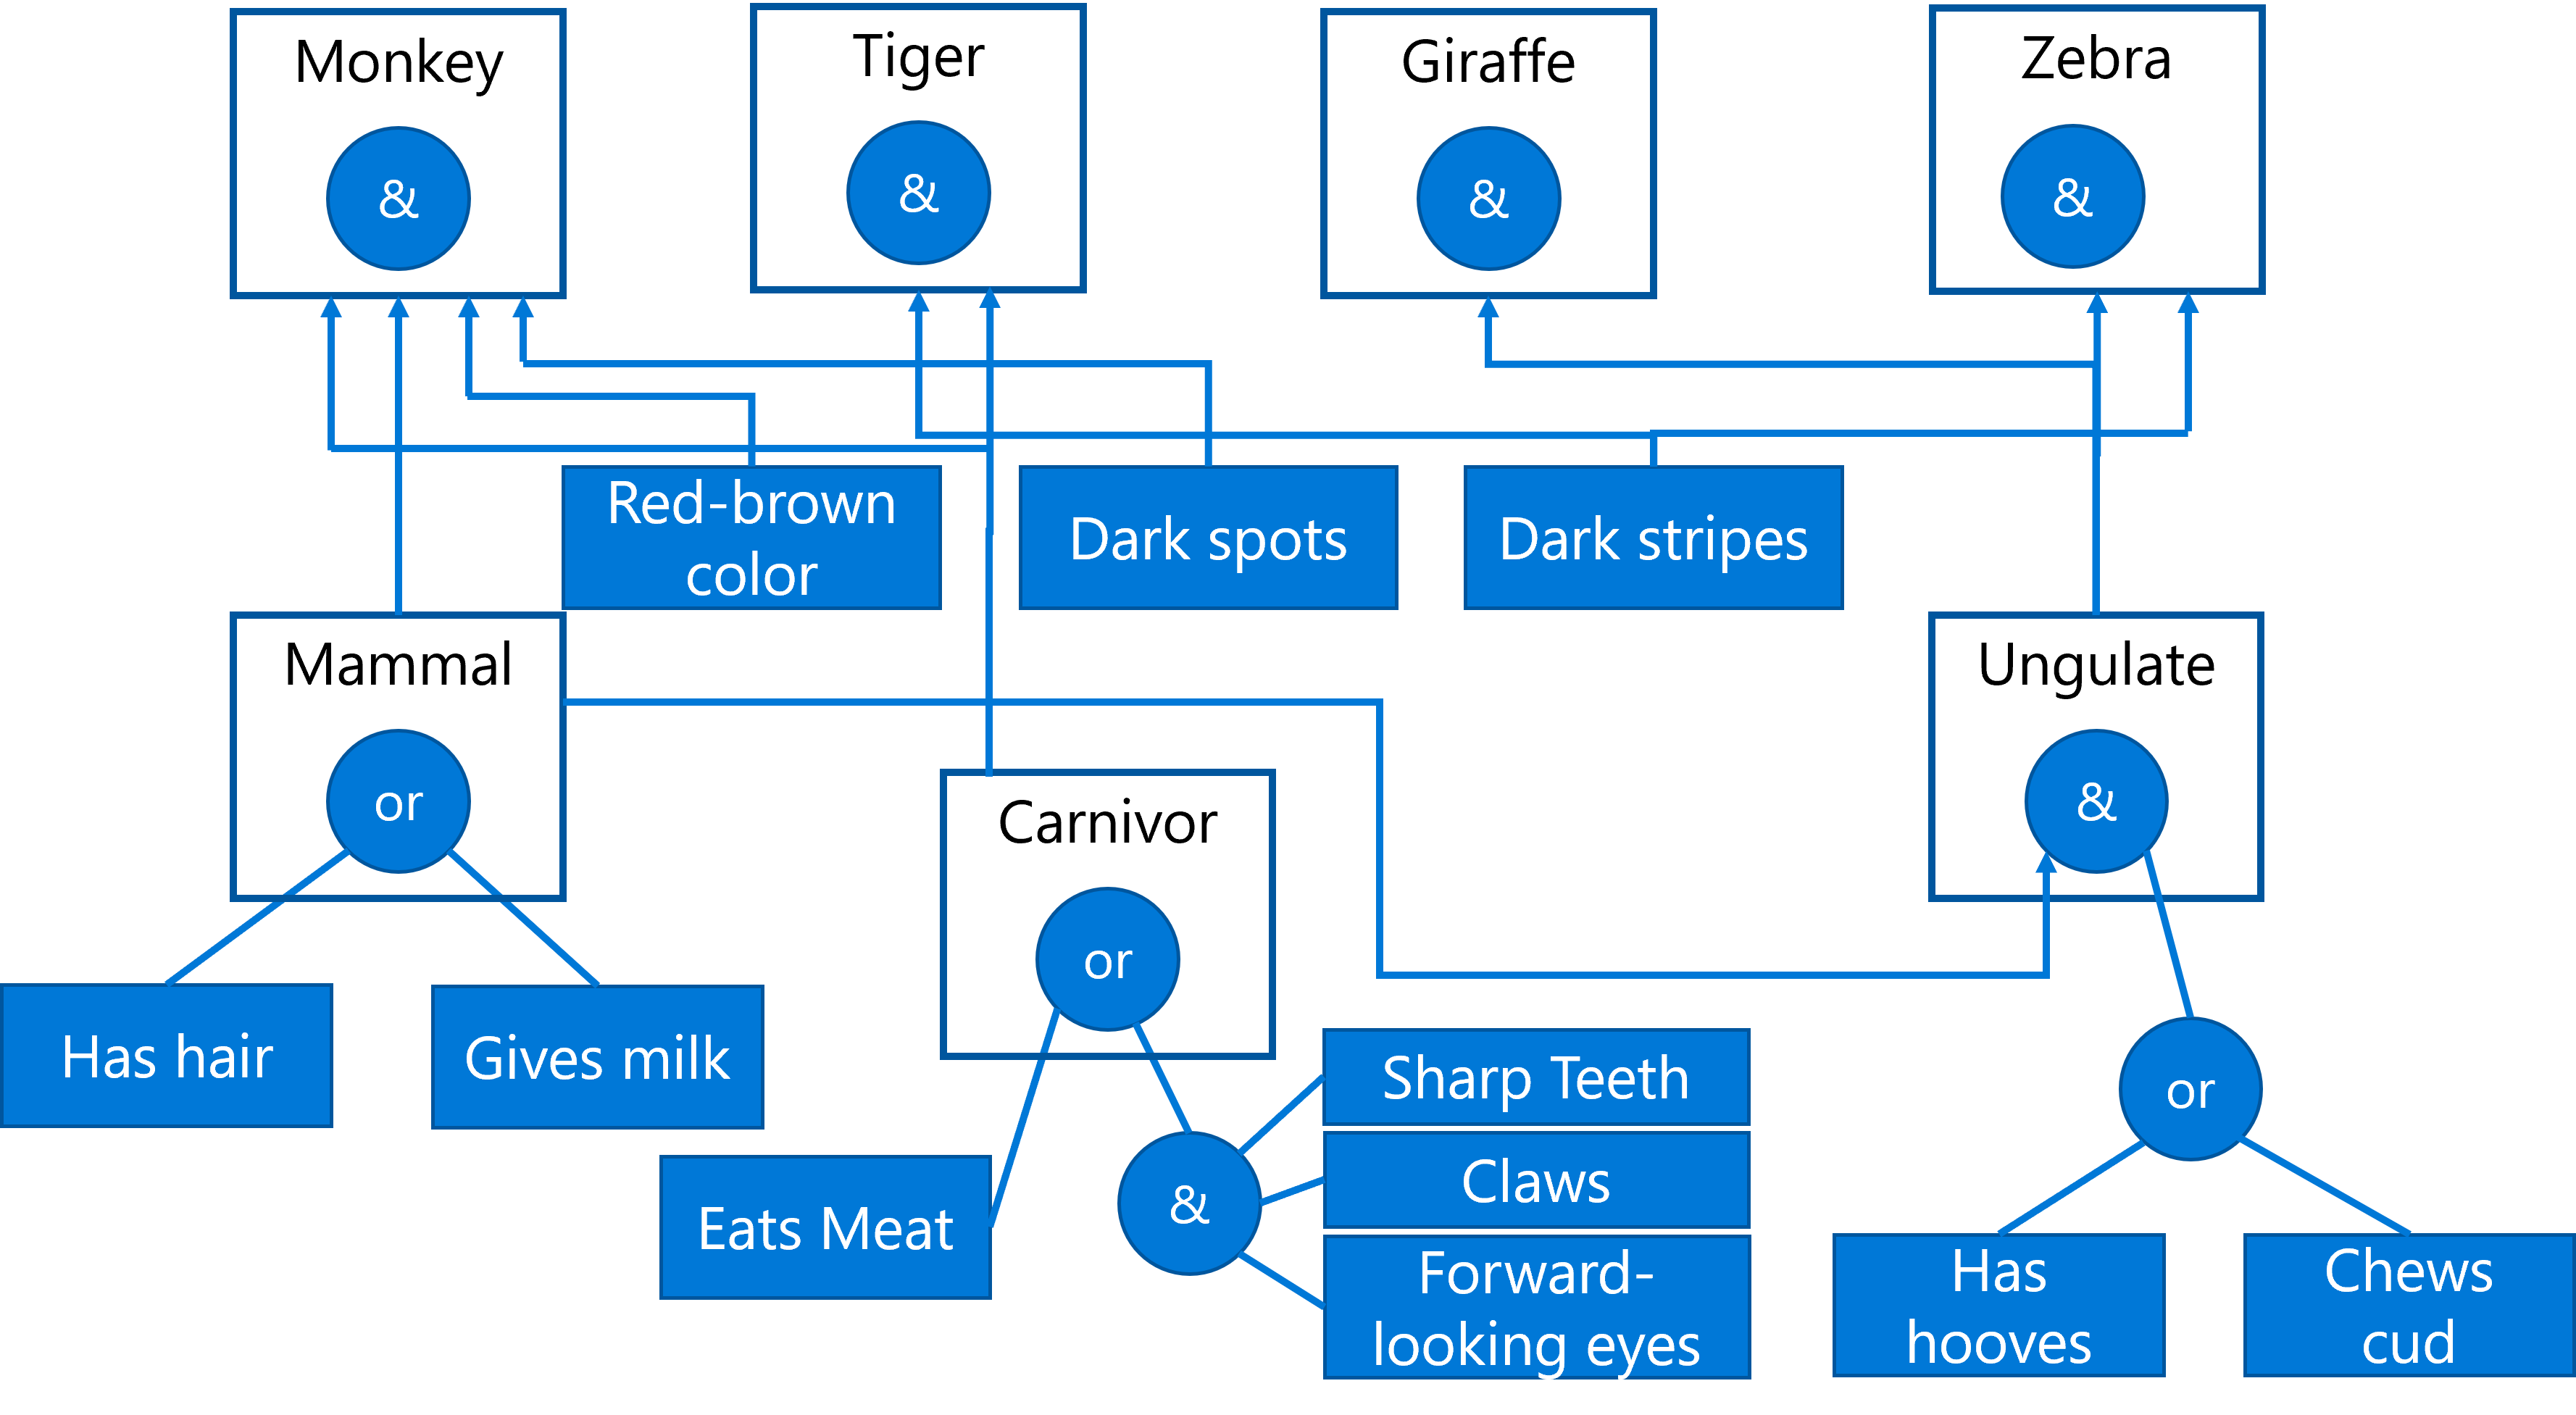 Monkey
&
Tiger
&
Giraffe
&
Zebra
&
Red-brown
color
Dark spots
Dark stripes
Mammal
or
Carnivor
or
Ungulate
&
Has hair
Gives milk
Eats Meat
&
Sharp Teeth
Claws
Forward-
looking eyes
or
Has
hooves
Chews
cud